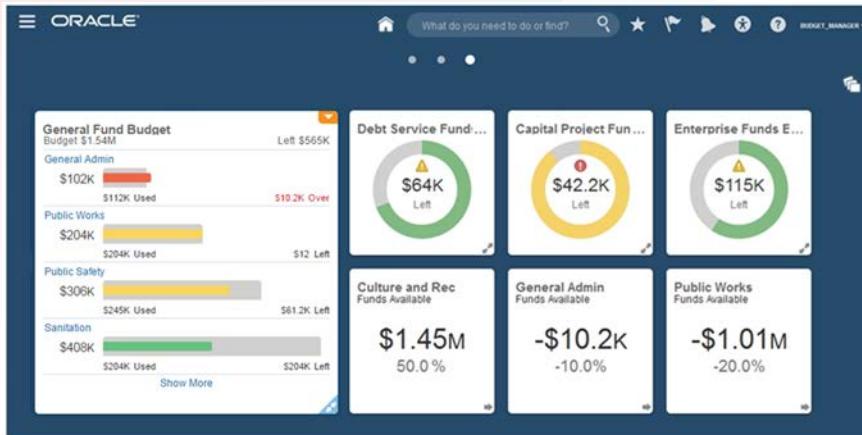 ORACLE
What do you need to do or find?
BUDGET_MANAGER
General Fund Budget
Budget $1.54M Left $565K
General Admin
$102K
$112K Used $10.2K Over
Public Works
$204K
$204K Used $12 Left
Public Safety
$306K
$245K Used $61.2K Left
Sanitation
$408K
$204K Used $204K Left
Show More
Debt Service Fund:...
$64K
Left
Capital Project Fun...
$42.2K
Left
Enterprise Funds E...
$115K
Left
Culture and Rec
Funds Available
$1.45M
50.0 %
General Admin
Funds Available
-$10.2K
-10.0%
Public Works
Funds Available
-$1.01M
-20.0%